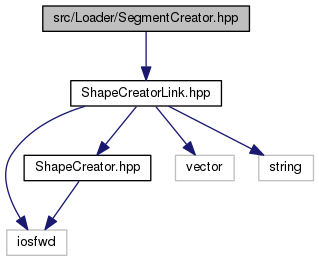 src/Loader/SegmentCreator.hpp
ShapeCreatorLink.hpp
ShapeCreator.hpp
vector
string
iosfwd